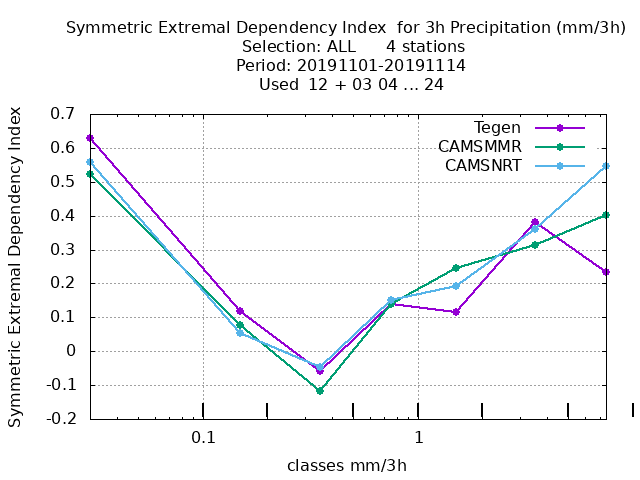 Symmetric Extremal Dependency Index  for 3h Precipitation (mm/3h)
Selection: ALL      4 stations
Period: 20191101-20191114
Used  12 + 03 04 ... 24
Symmetric Extremal Dependency Index
0.7
0.6
0.5
0.4
0.3
0.2
0.1
0
-0.1
-0.2
Tegen
CAMSMMR
CAMSNRT
0.1
1
classes mm/3h